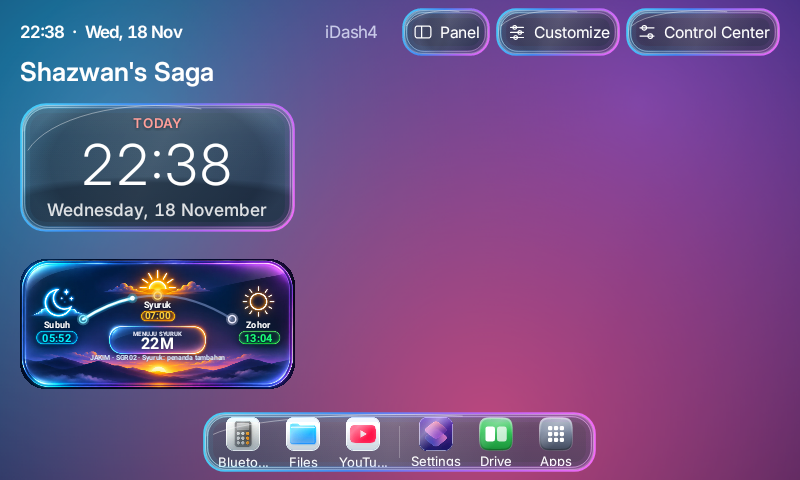 22:38 · Wed, 18 Nov
iDash4
Panel
Customize
Control Center
Shazwan's Saga
TODAY
22:38
Wednesday, 18 November
Syuruk
07:00
Subuh
05:52
Zohor
13:04
MENUJU SYURUK
22M
JAKIM · SGR02 · Syuruk: penanda tambahan
Blueto...
Files
YouTu...
Settings
Drive
Apps